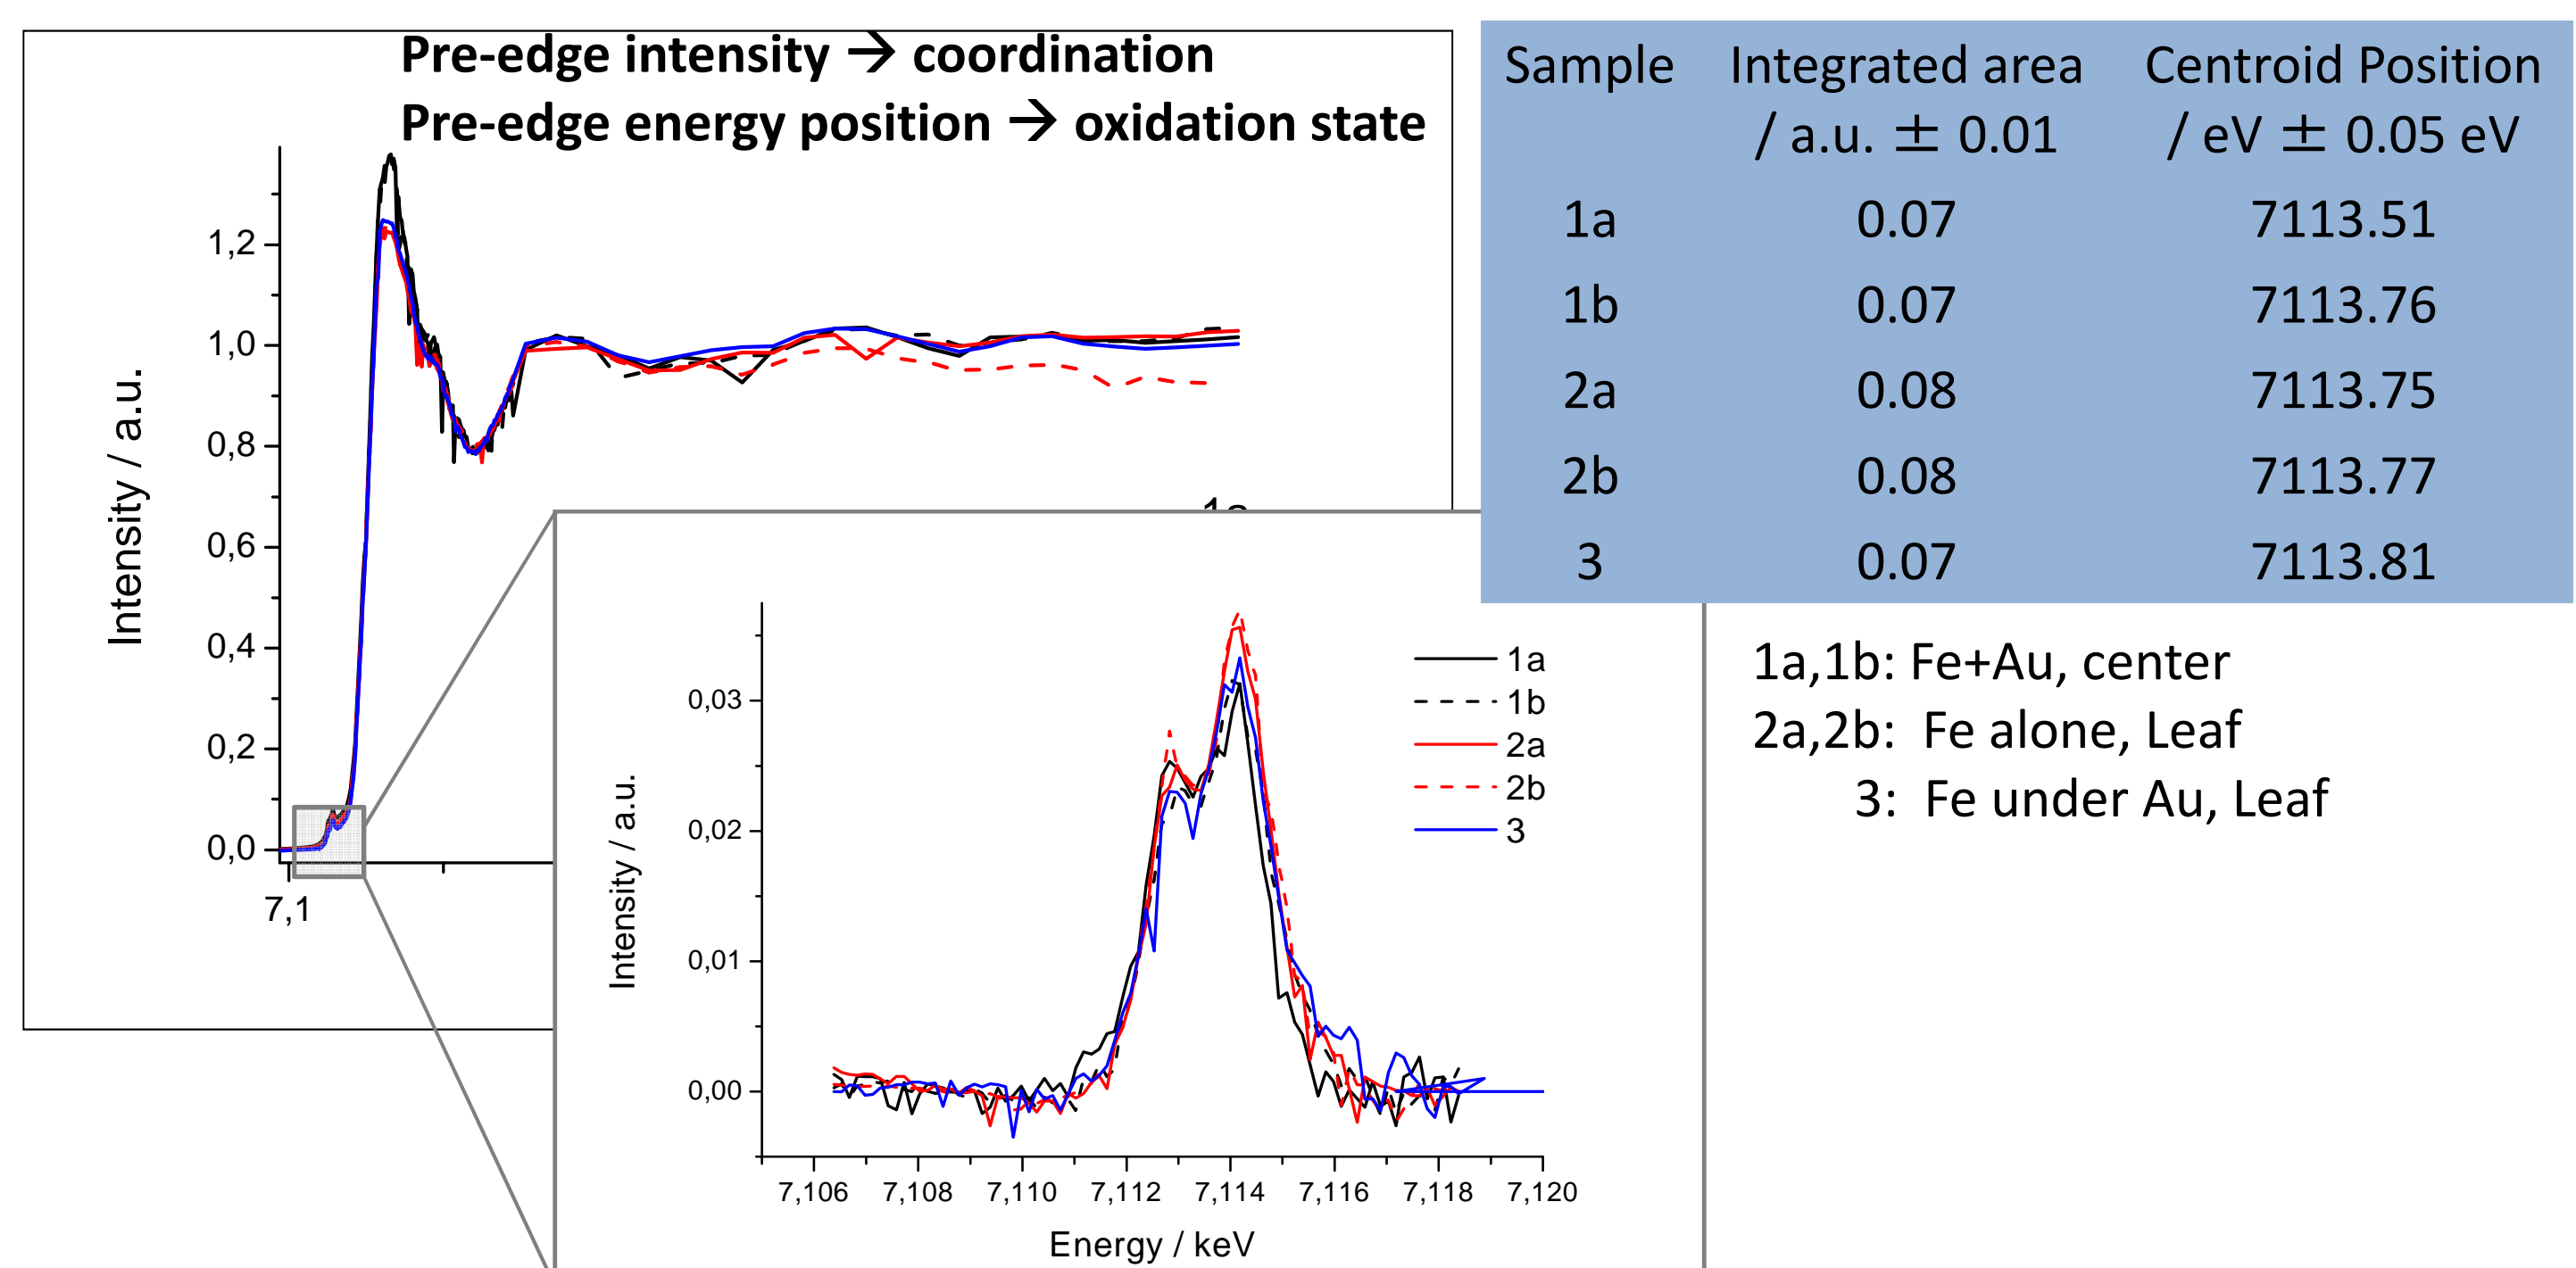 Pre-edge intensity → coordination
Pre-edge energy position → oxidation state
Intensity / a.u.
1,2
1,0
0,8
0,6
0,4
0,2
0,0
7,1
Sample Integrated area Centroid Position
/ a.u. ± 0.01 / eV ± 0.05 eV
1a 0.07 7113.51
1b 0.07 7113.76
2a 0.08 7113.75
2b 0.08 7113.77
3 0.07 7113.81
1a,1b: Fe+Au, center
2a,2b: Fe alone, Leaf
3: Fe under Au, Leaf
Intensity / a.u.
0,03
0,02
0,01
0,00
1a
1b
2a
2b
3
7,106 7,108 7,110 7,112 7,114 7,116 7,118 7,120
Energy / keV